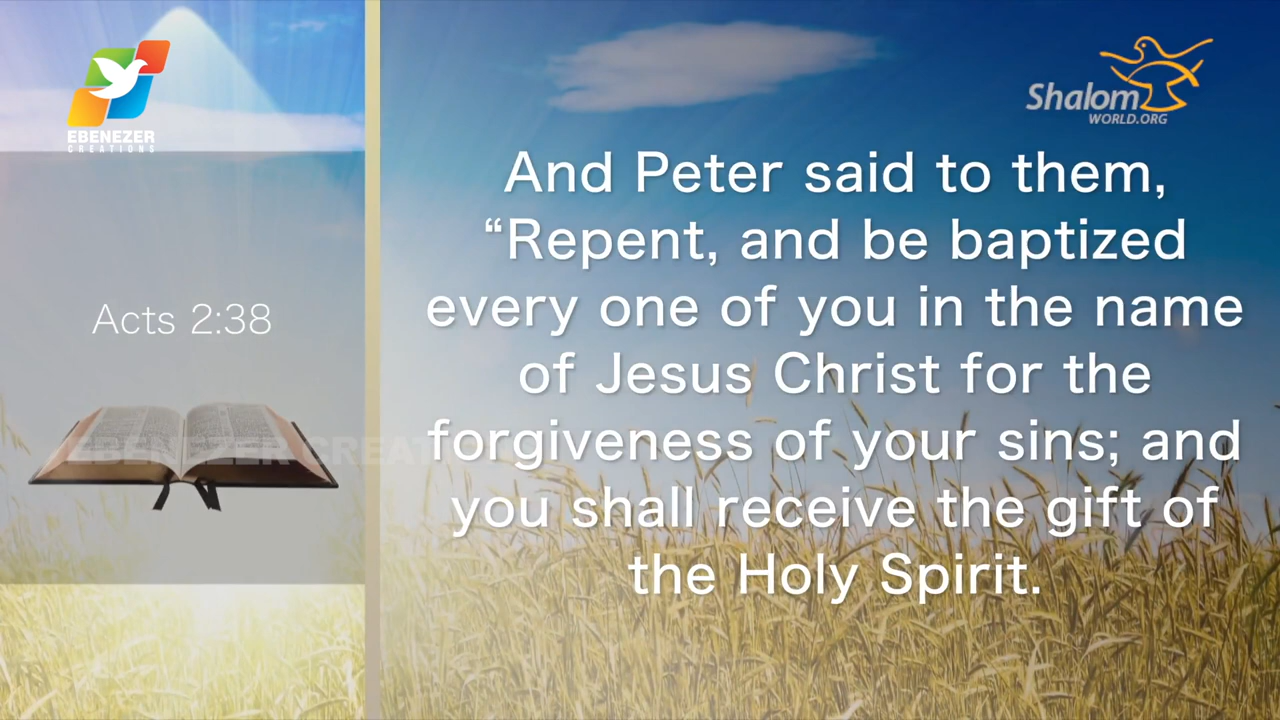 EBENEZER
CREATIONS
Shalom
WORLD.ORG
Acts 2:38
And Peter said to them,
“Repent, and be baptized
every one of you in the name
of Jesus Christ for the
forgiveness of your sins; and
you shall receive the gift of
the Holy Spirit.
EBENEZER CREAT